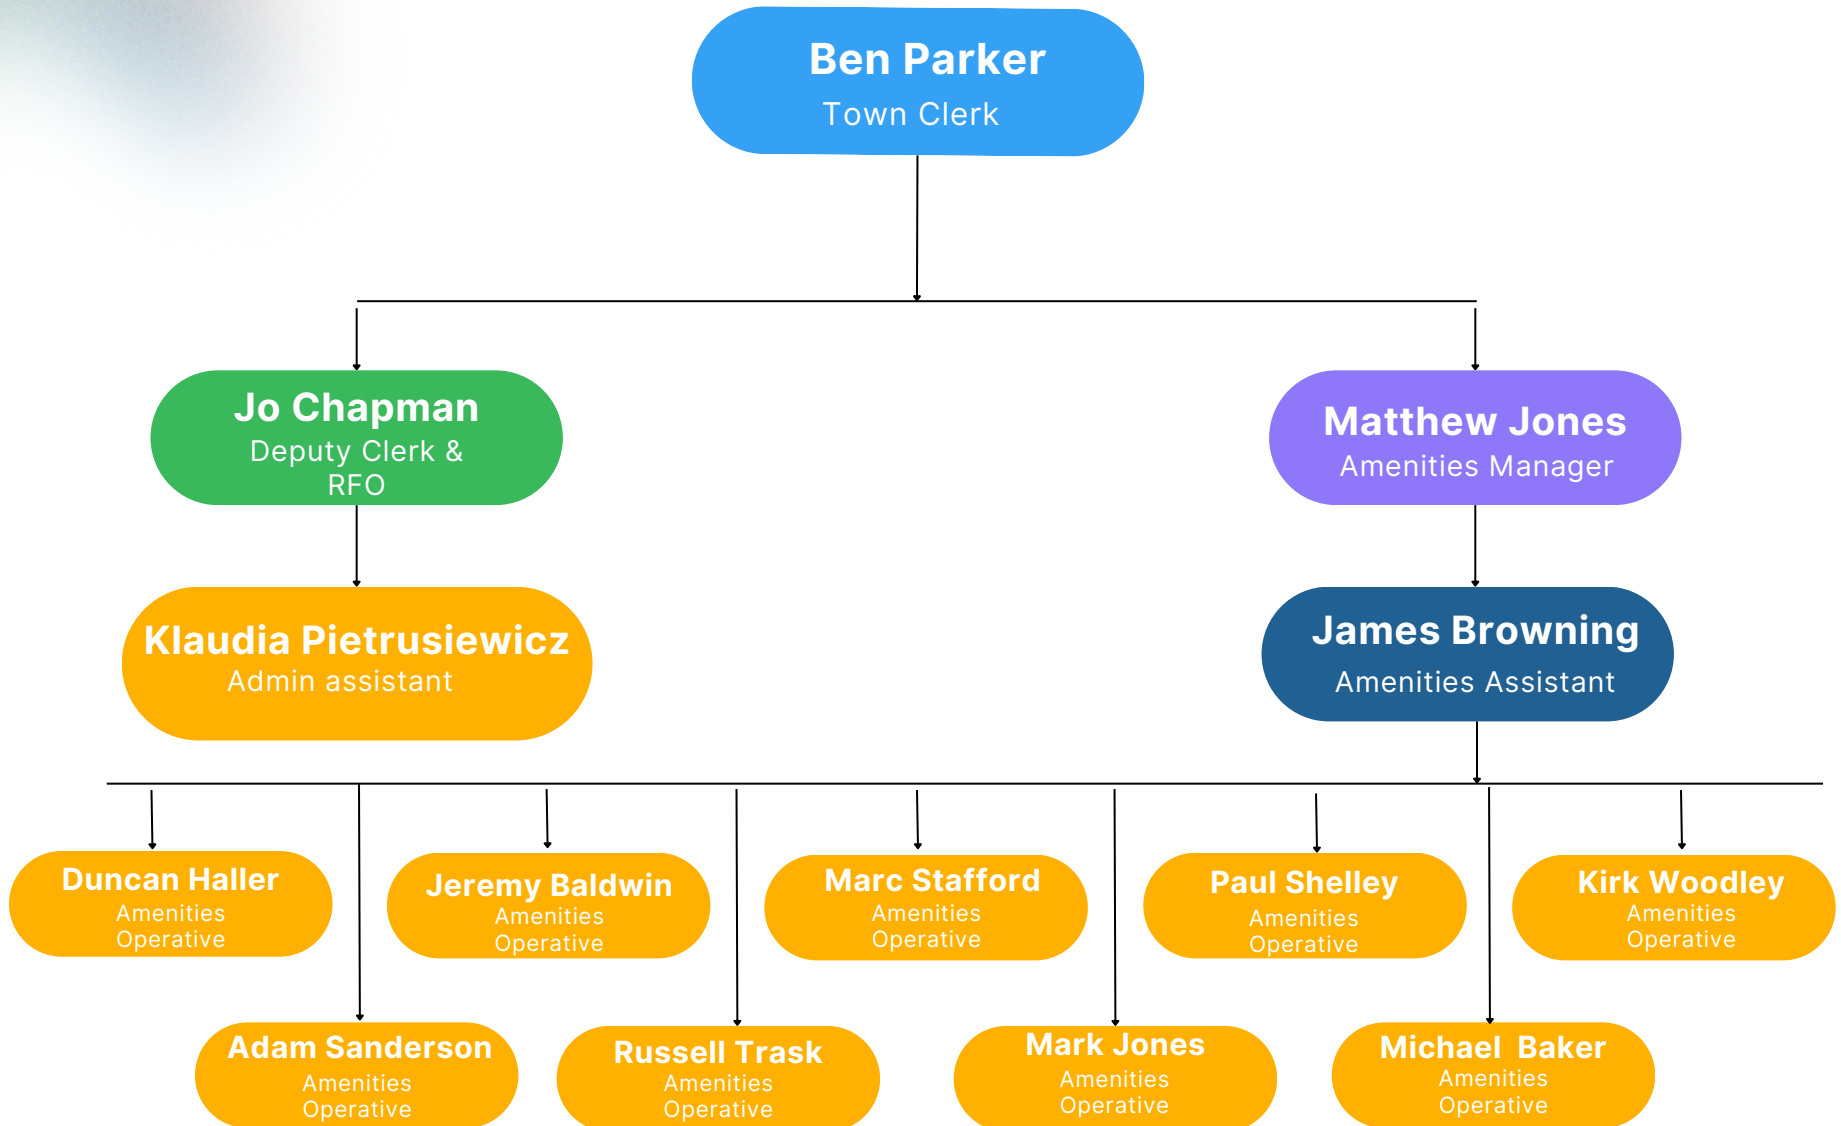 Ben Parker
Town Clerk
Jo Chapman
Deputy Clerk &
RFO
Matthew Jones
Amenities Manager
Klaudia Pietrusiewicz
Admin assistant
James Browning
Amenities Assistant
Duncan Haller
Amenities
Operative
Jeremy Baldwin
Amenities
Operative
Marc Stafford
Amenities
Operative
Paul Shelley
Amenities
Operative
Kirk Woodley
Amenities
Operative
Adam Sanderson
Amenities
Operative
Russell Trask
Amenities
Operative
Mark Jones
Amenities
Operative
Michael  Baker
Amenities
Operative